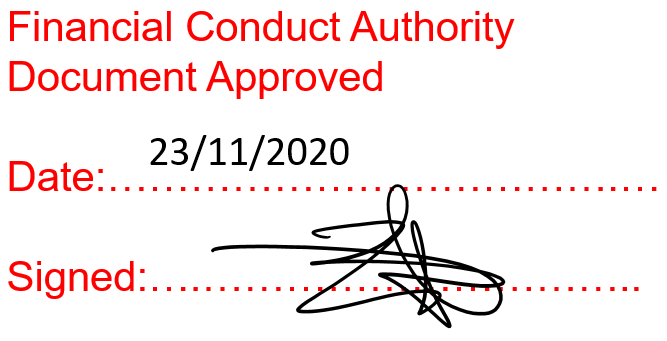 Financial Conduct Authority
Document Approved
Date:…………………………………….
23/11/2020
Signed:………………………………..